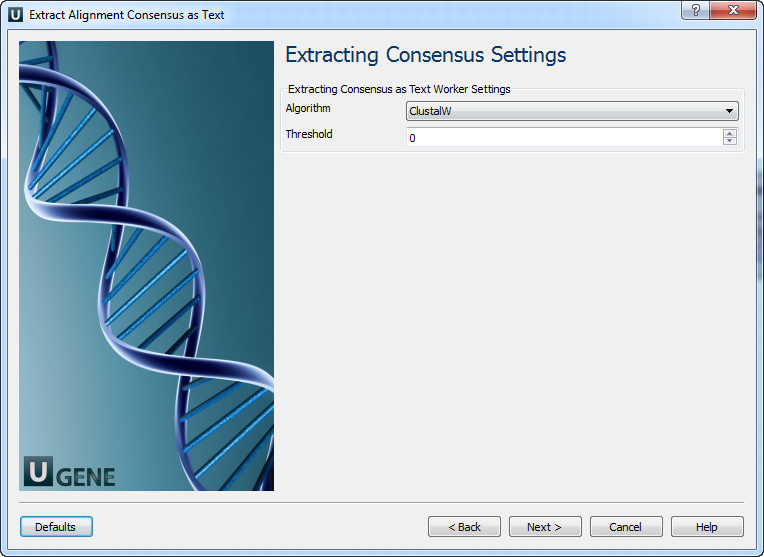 U Extract Alignment Consensus as Text
?
Extracting Consensus Settings
Extracting Consensus as Text Worker Settings
Algorithm ClustalW
Threshold 0
U GENE
Defaults < Back Next > Cancel Help